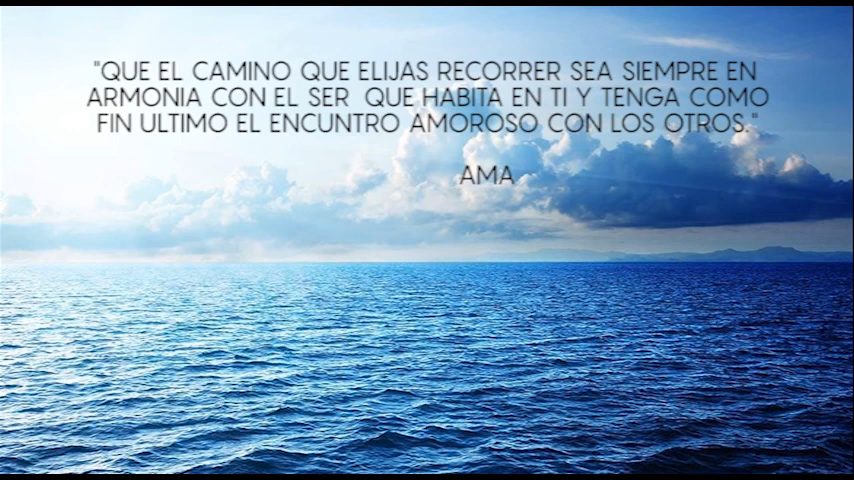 "QUE EL CAMINO QUE ELIJAS RECORRER SEA SIEMPRE EN
ARMONIA CON EL SER QUE HABITA EN TI Y TENGA COMO
FIN ULTIMO EL ENCUNTRO AMOROSO CON LOS OTROS."
AMA